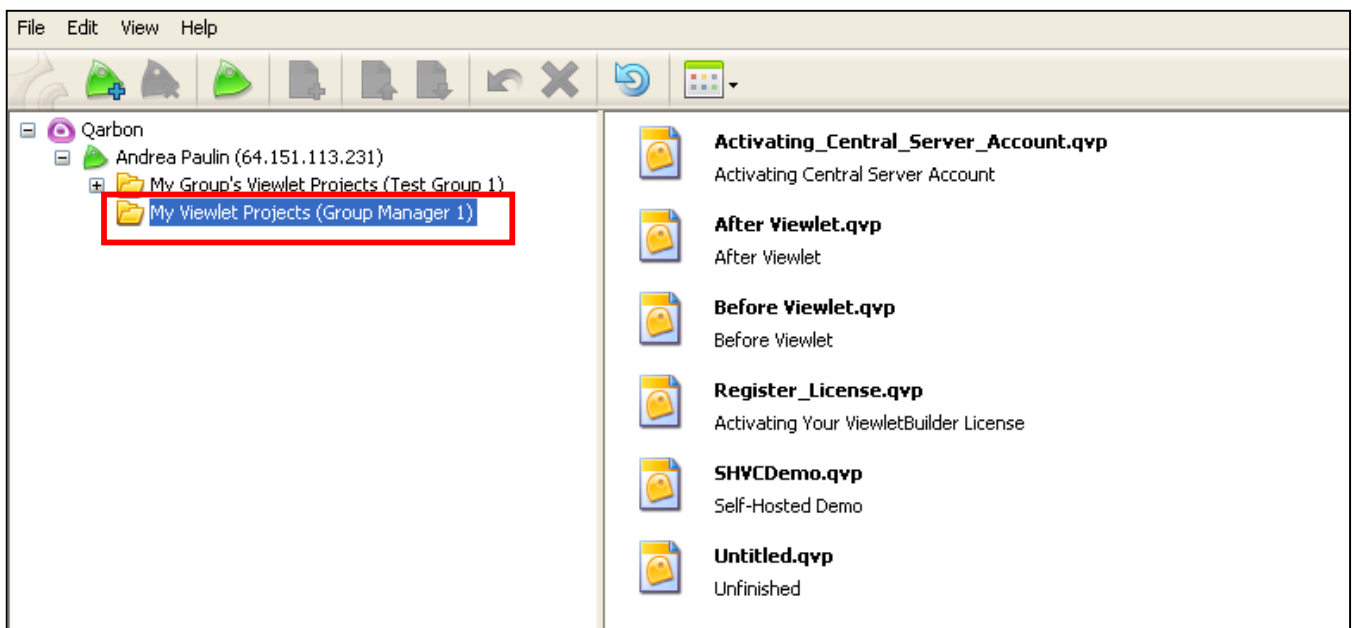 File Edit View Help
Qarbon
Andrea Paulin (64.151.113.231)
My Group's Viewlet Projects (Test Group 1)
My Viewlet Projects (Group Manager 1)
Activating_Central_Server_Account.qvp
Activating Central Server Account
After Viewlet.qvp
After Viewlet
Before Viewlet.qvp
Before Viewlet
Register_License.qvp
Activating Your ViewletBuilder License
SHVCDemo.qvp
Self-Hosted Demo
Untitled.qvp
Unfinished